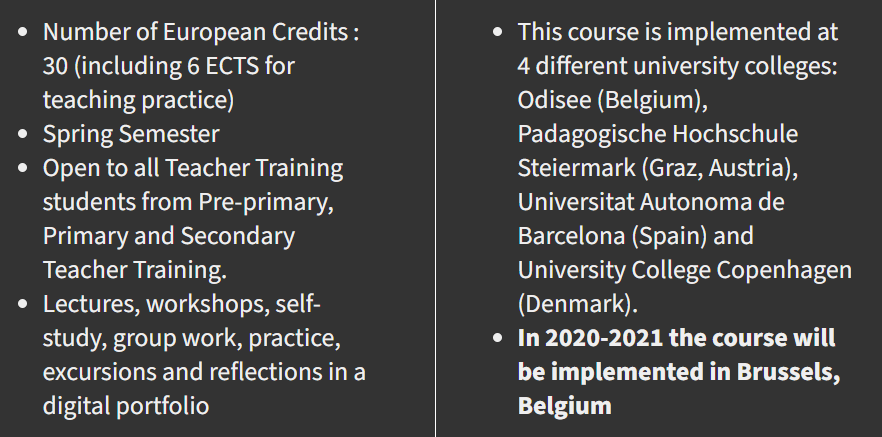 • Number of European Credits :
30 (including 6 ECTS for
teaching practice)
• Spring Semester
• Open to all Teacher Training
students from Pre-primary,
Primary and Secondary
Teacher Training.
• Lectures, workshops, self-
study, group work, practice,
excursions and reflections in a
digital portfolio
• This course is implemented at
4 different university colleges:
Odisee (Belgium),
Padagogische Hochschule
Steiermark (Graz, Austria),
Universitat Autonoma de
Barcelona (Spain) and
University College Copenhagen
(Denmark).
• In 2020-2021 the course will
be implemented in Brussels,
Belgium